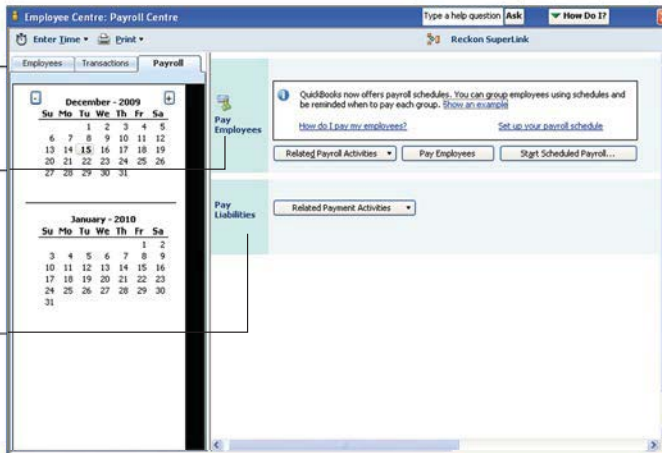 Employee Centre: Payroll Centre
Type a help question Ask How Do I?
Enter Time Print Reckon SuperLink
Employees Transactions Payroll
December - 2009
Su Mo Tu We Th Fr Sa
1 2 3 4 5
6 7 8 9 10 11 12
13 14 15 16 17 18 19
20 21 22 23 24 25 26
27 28 29 30 31
January - 2010
Su Mo Tu We Th Fr Sa
1 2
3 4 5 6 7 8 9
10 11 12 13 14 15 16
17 18 19 20 21 22 23
24 25 26 27 28 29 30
31
Pay
Employees
QuickBooks now offers payroll schedules. You can group employees using schedules and
be reminded when to pay each group. Show an example
How do I pay my employees? Set up your payroll schedule
Related Payroll Activities Pay Employees Start Scheduled Payroll...
Pay
Liabilities
Related Payment Activities